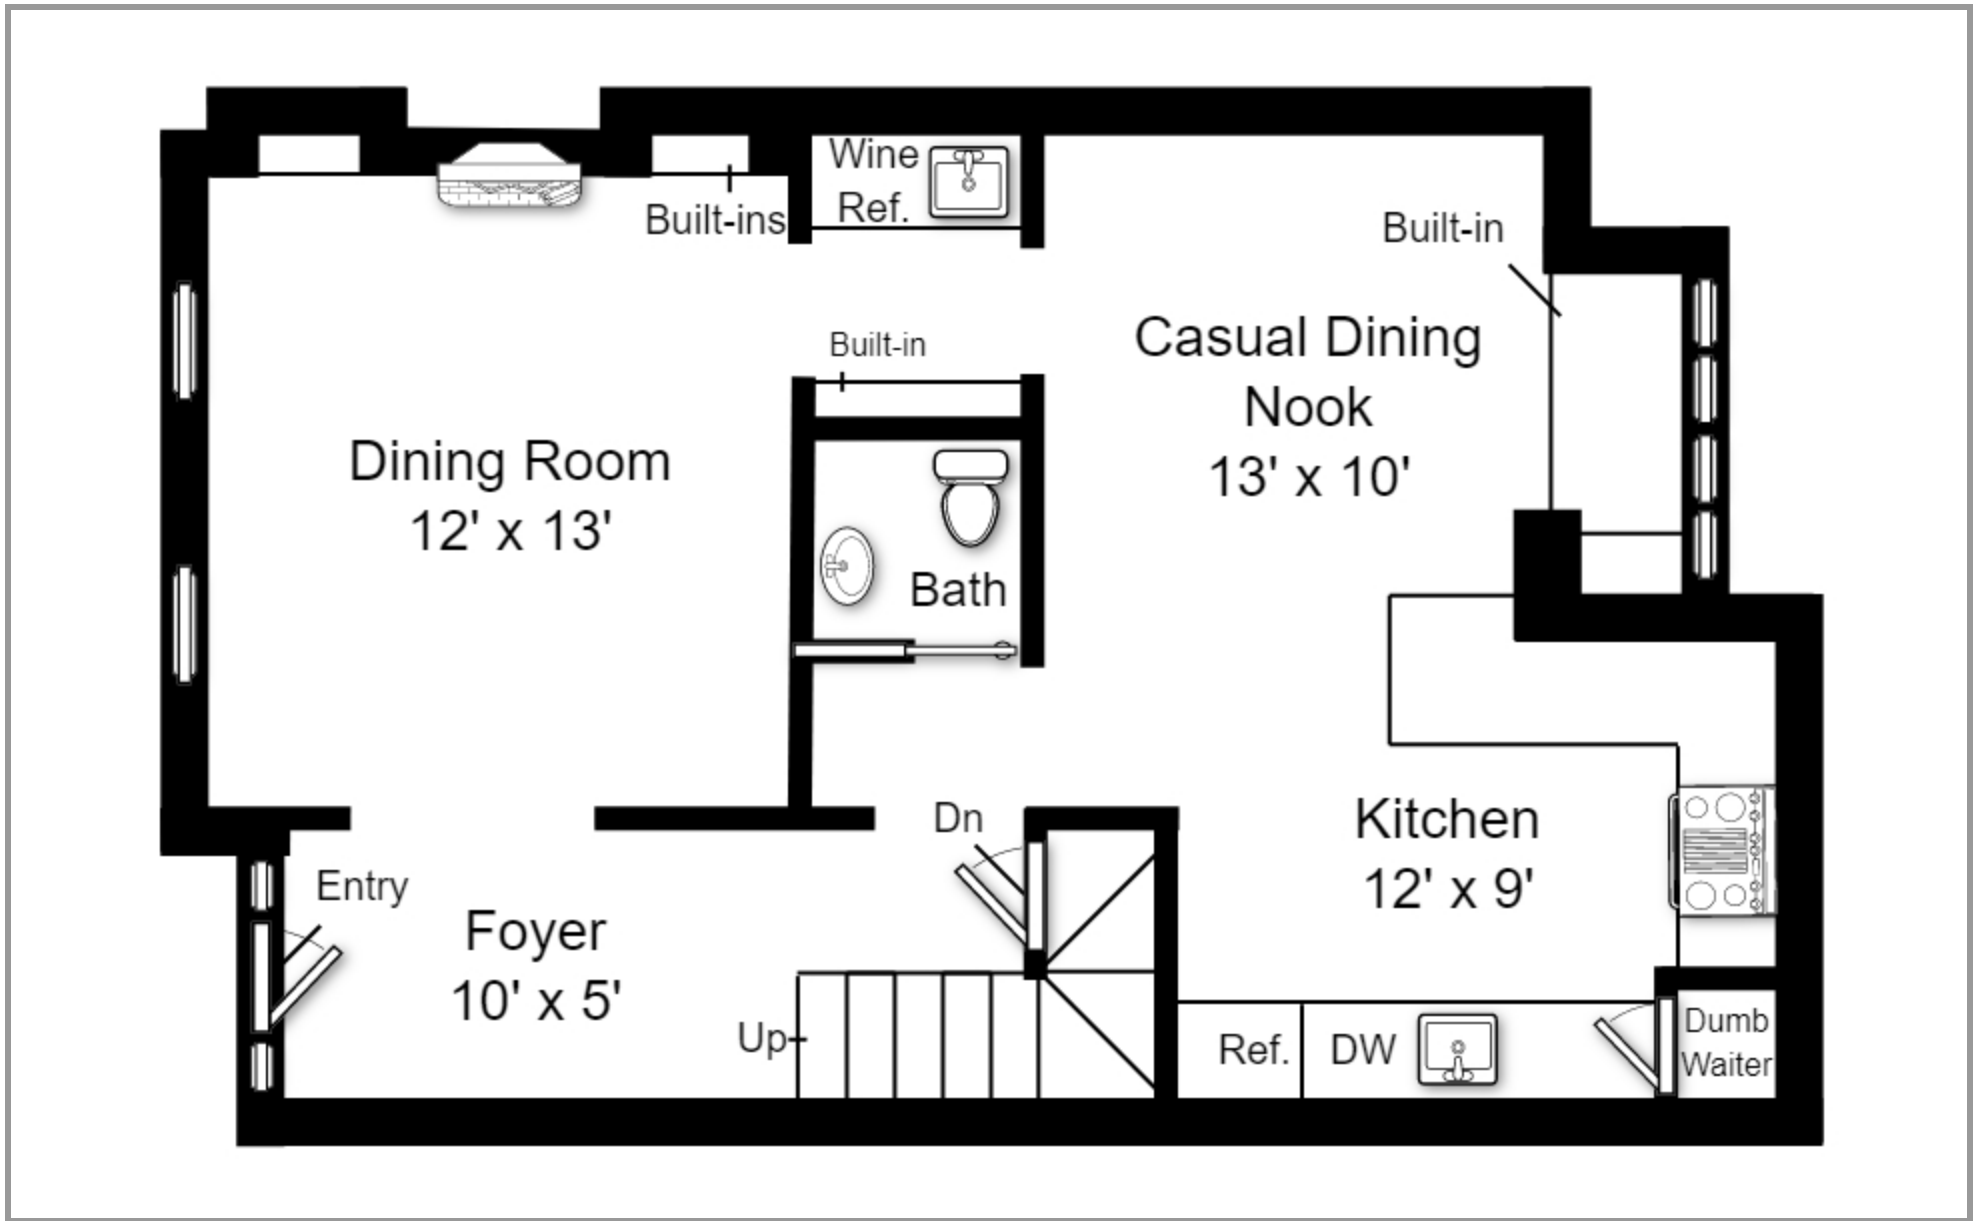 Wine
Ref.
Built-ins
Built-in
Built-in
Casual Dining
Nook
13' x 10'
Dining Room
12' x 13'
Bath
Dn
Kitchen
12' x 9'
Entry
Foyer
10' x 5'
Up
Ref.
DW
Dumb
Waiter